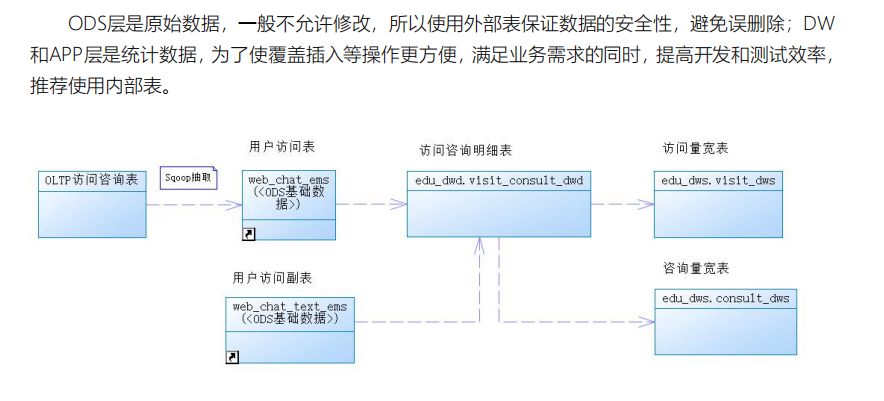 ODS层是原始数据，一般不允许修改，所以使用外部表保证数据的安全性，避免误删除；DW
和APP层是统计数据，为了使覆盖插入等操作更方便，满足业务需求的同时，提高开发和测试效率，
推荐使用内部表。
用户访问表
访问咨询明细表
访问量宽表
OLTP访问咨询表
Sqoop抽取
web_chat_ems
(<ODS基础数
据>)
edu_dwd.visit_consult_dwd
edu_dws.visit_dws
用户访问副表
咨询量宽表
web_chat_text_ems
(<ODS基础数据>)
edu_dws.consult_dws